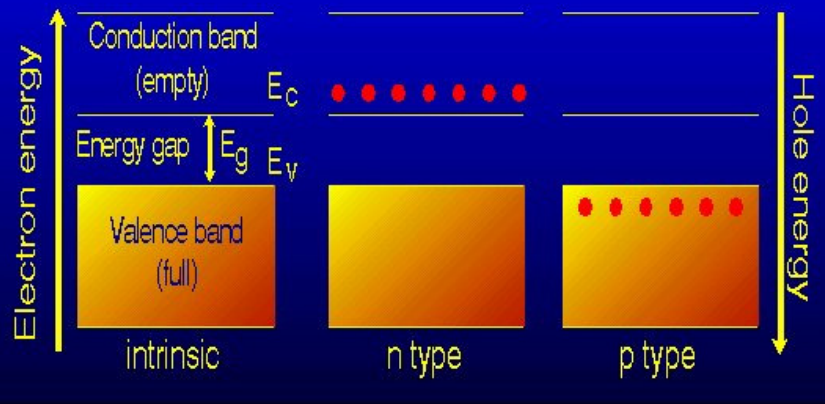 Electron energy
Conduction band
(empty)
E_C
Energy gap
E_g
E_v
Valence band
(full)
intrinsic
n type
p type
Hole energy